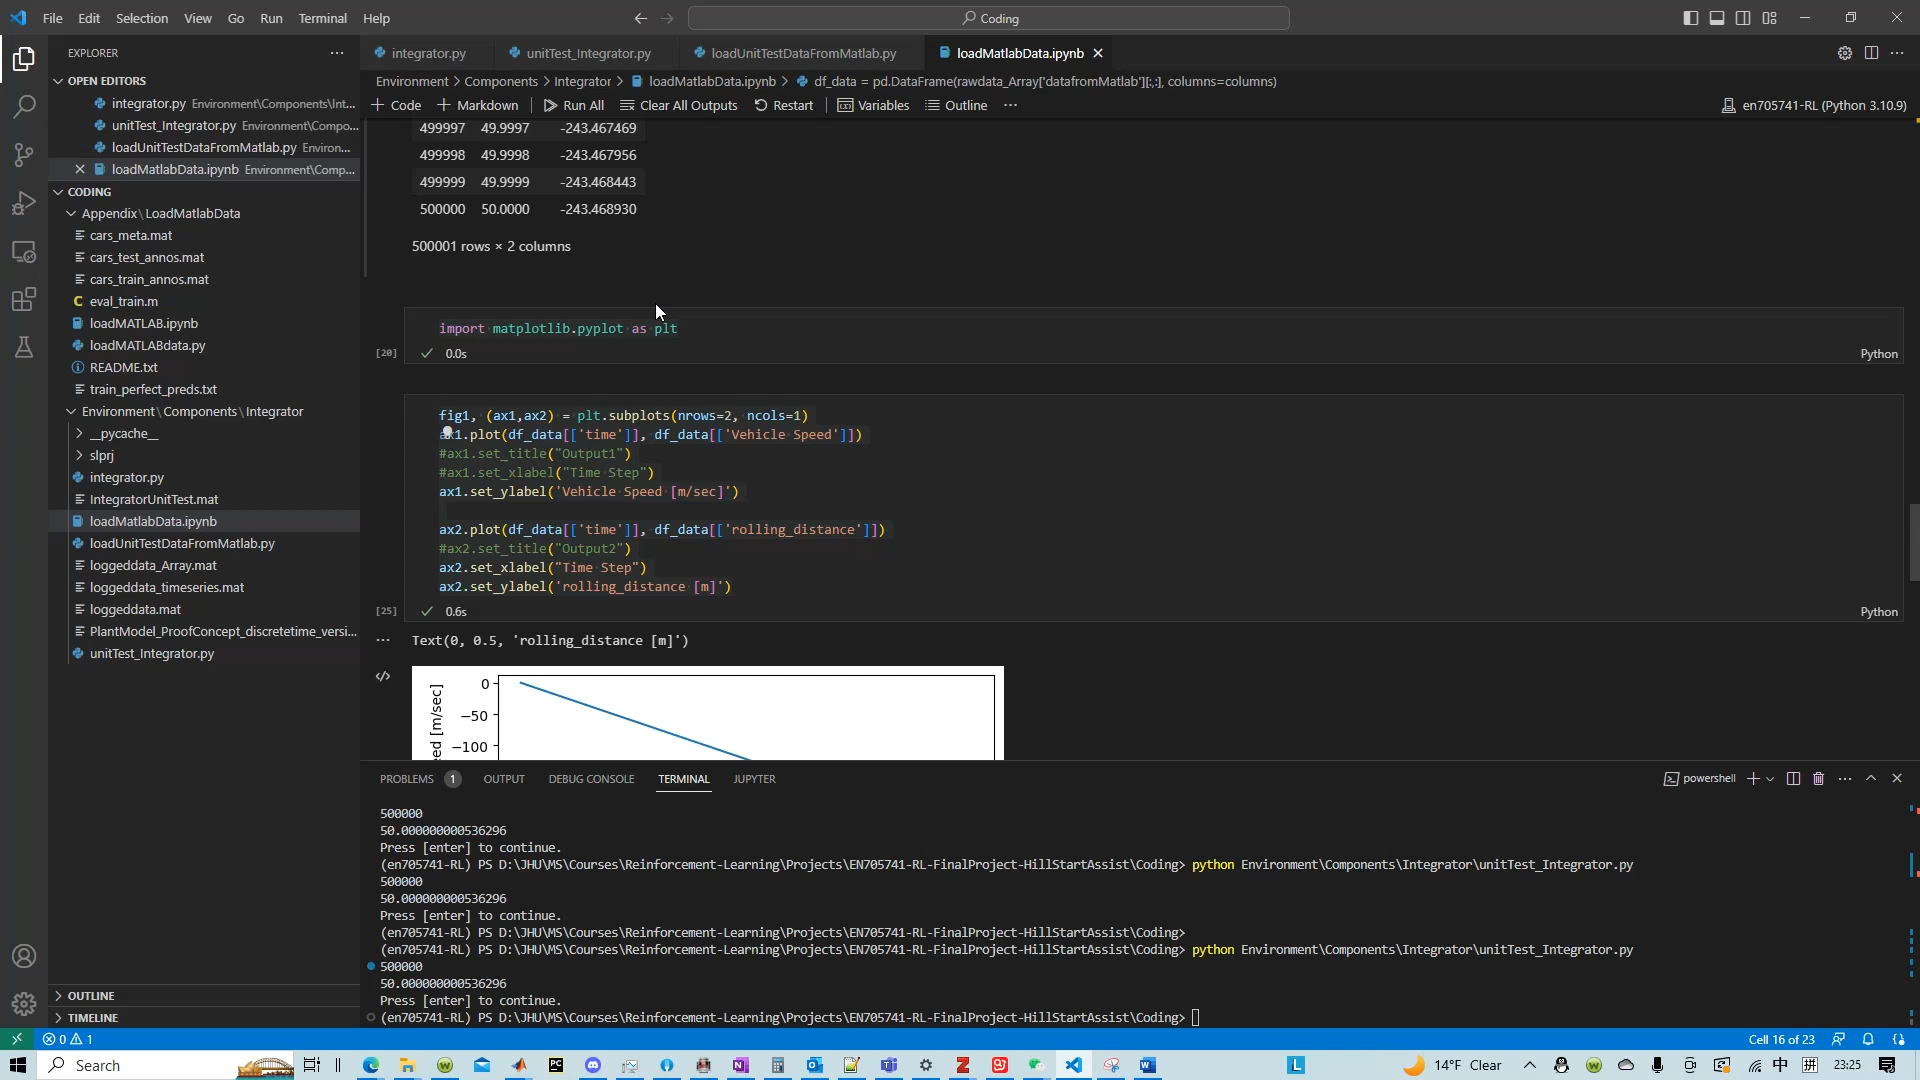 File Edit Selection View Go Run Terminal Help
Coding
EXPLORER
OPEN EDITORS
integrator.py Environment\Components\Int...
unitTest_Integrator.py Environment\Compo...
loadUnitTestDataFromMatlab.py Environ...
loadMatlabData.ipynb Environment\Comp...
CODING
Appendix\LoadMatlabData
cars_meta.mat
cars_test_annos.mat
cars_train_annos.mat
eval_train.m
loadMATLAB.ipynb
loadMATLABdata.py
README.txt
train_perfect_preds.txt
Environment\Components\Integrator
__pycache__
slprj
integrator.py
IntegratorUnitTest.mat
loadMatlabData.ipynb
loadUnitTestDataFromMatlab.py
loggeddata_Array.mat
loggeddata_timeseries.mat
loggeddata.mat
PlantModel_ProofConcept_discretetime_versi...
unitTest_Integrator.py
OUTLINE
TIMELINE
integrator.py unitTest_Integrator.py loadUnitTestDataFromMatlab.py loadMatlabData.ipynb
Environment > Components > Integrator > loadMatlabData.ipynb > df_data = pd.DataFrame(rawdata_Array['datafromMatlab'][:,:], columns=columns)
Code Markdown Run All Clear All Outputs Restart Variables Outline ... en705741-RL (Python 3.10.9)
499997 49.9997 -243.467469
499998 49.9998 -243.467956
499999 49.9999 -243.468443
500000 50.0000 -243.468930
500001 rows × 2 columns
import matplotlib.pyplot as plt
[20] 0.0s Python
fig1, (ax1,ax2) = plt.subplots(nrows=2, ncols=1)
ax1.plot(df_data[['time']], df_data[['Vehicle Speed']])
#ax1.set_title("Output1")
#ax1.set_xlabel("Time Step")
ax1.set_ylabel('Vehicle Speed [m/sec]')
ax2.plot(df_data[['time']], df_data[['rolling_distance']])
#ax2.set_title("Output2")
ax2.set_xlabel("Time Step")
ax2.set_ylabel('rolling_distance [m]')
[25] 0.6s Python
Text(0, 0.5, 'rolling_distance [m]')
0
−50
−100
eed [m/sec]
PROBLEMS 1 OUTPUT DEBUG CONSOLE TERMINAL JUPYTER powershell
500000
50.000000000536296
Press [enter] to continue.
(en705741-RL) PS D:\JHU\MS\Courses\Reinforcement-Learning\Projects\EN705741-RL-FinalProject-HillStartAssist\Coding> python Environment\Components\Integrator\unitTest_Integrator.py
500000
50.000000000536296
Press [enter] to continue.
(en705741-RL) PS D:\JHU\MS\Courses\Reinforcement-Learning\Projects\EN705741-RL-FinalProject-HillStartAssist\Coding>
(en705741-RL) PS D:\JHU\MS\Courses\Reinforcement-Learning\Projects\EN705741-RL-FinalProject-HillStartAssist\Coding> python Environment\Components\Integrator\unitTest_Integrator.py
500000
50.000000000536296
Press [enter] to continue.
(en705741-RL) PS D:\JHU\MS\Courses\Reinforcement-Learning\Projects\EN705741-RL-FinalProject-HillStartAssist\Coding>
0 1 Cell 16 of 23
Search 14°F Clear 中 拼 23:25